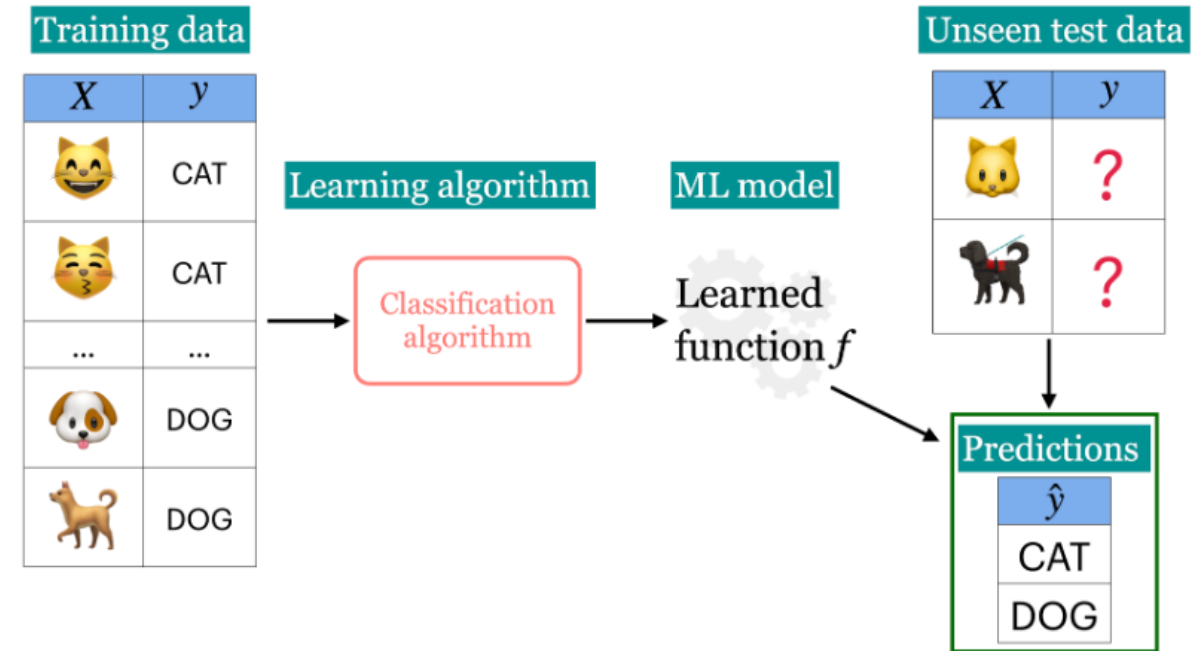 Training data
X y
CAT
CAT
... ...
DOG
DOG
Learning algorithm
Classification
algorithm
ML model
Learned
function f
Unseen test data
X y
?
?
Predictions
ŷ
CAT
DOG